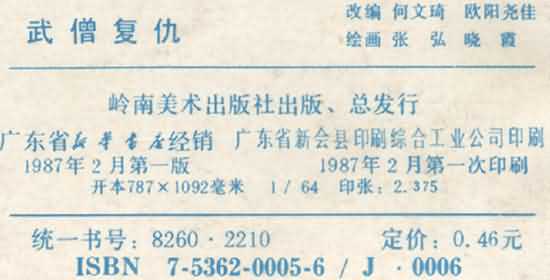 武僧复仇
改编 何文琦 欧阳尧佳
绘画 张 弘 晓 霞
岭南美术出版社出版、总发行
广东省新华书店经销 广东省新会县印刷综合工业公司印刷
1987年2月第一版 1987年2月第一次印刷
开本787×1092毫米 1/64 印张:2.375
统一书号:8260·2210 定价:0.46元
ISBN 7-5362-0005-6/J·0006